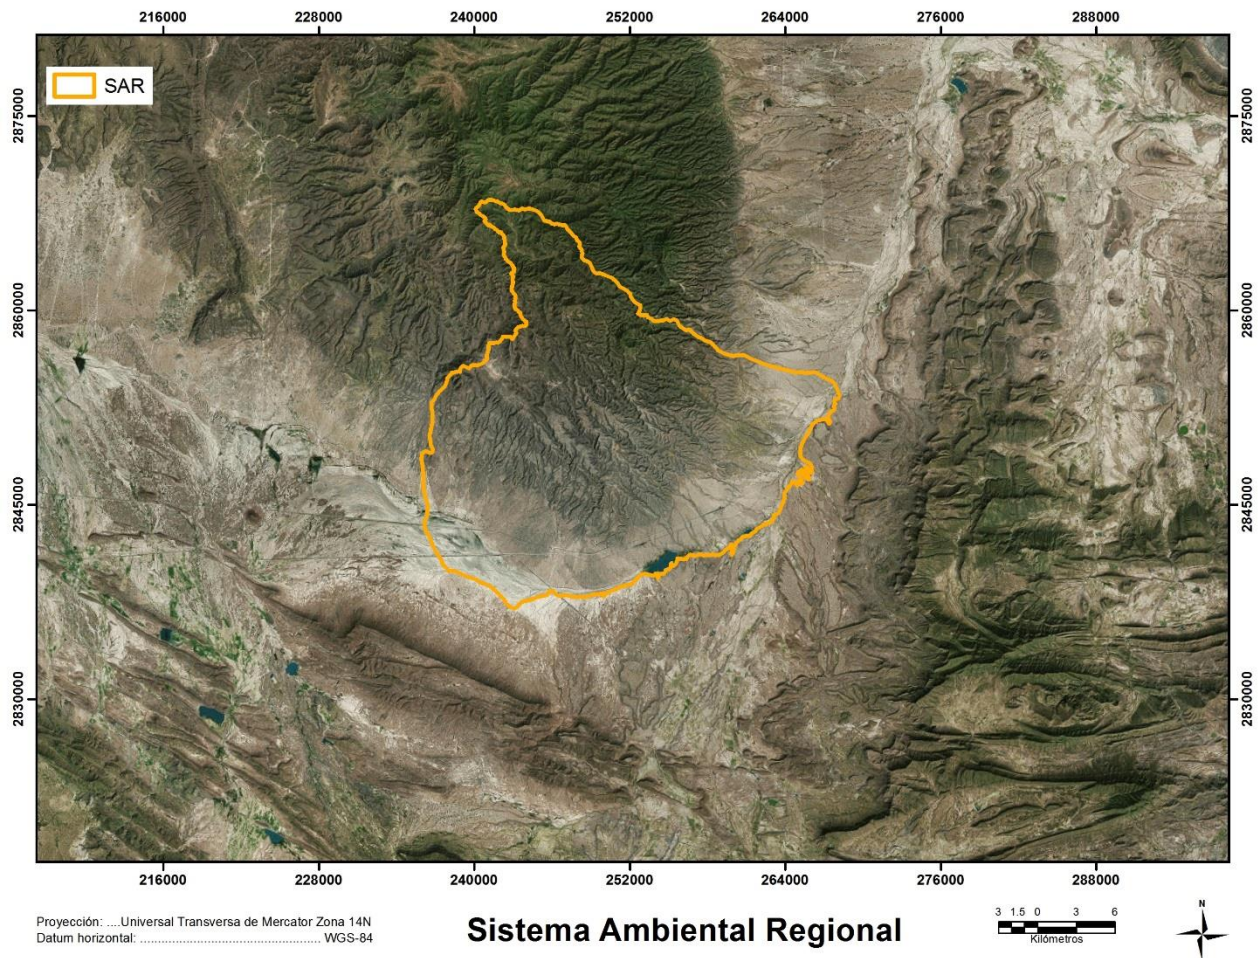 216000 228000 240000 252000 264000 276000 288000
SAR
2875000 2875000
2860000 2860000
2845000 2845000
2830000 2830000
216000 228000 240000 252000 264000 276000 288000
Proyección: ....Universal Transversa de Mercator Zona 14N
Datum horizontal: ..................................................... WGS-84
Sistema Ambiental Regional
3 1.5 0 3 6
Kilómetros
N